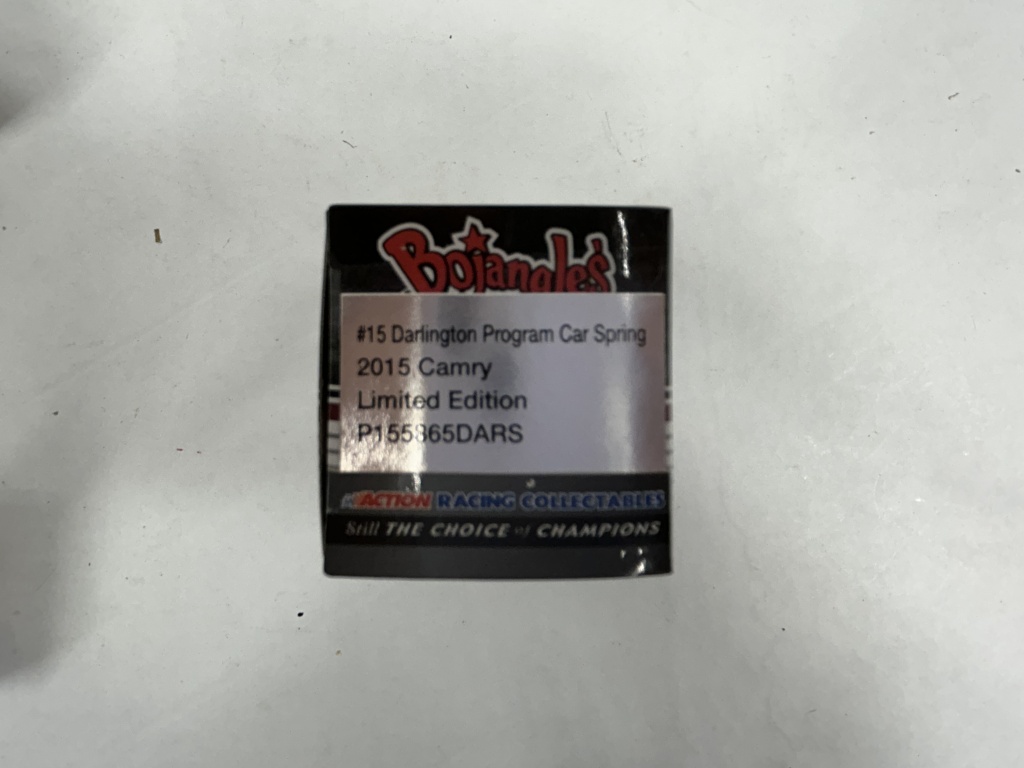 Bojangles'
#15 Darlington Program Car Spring
2015 Camry
Limited Edition
P155865DARS
ACTION RACING COLLECTABLES
Still THE CHOICE of CHAMPIONS